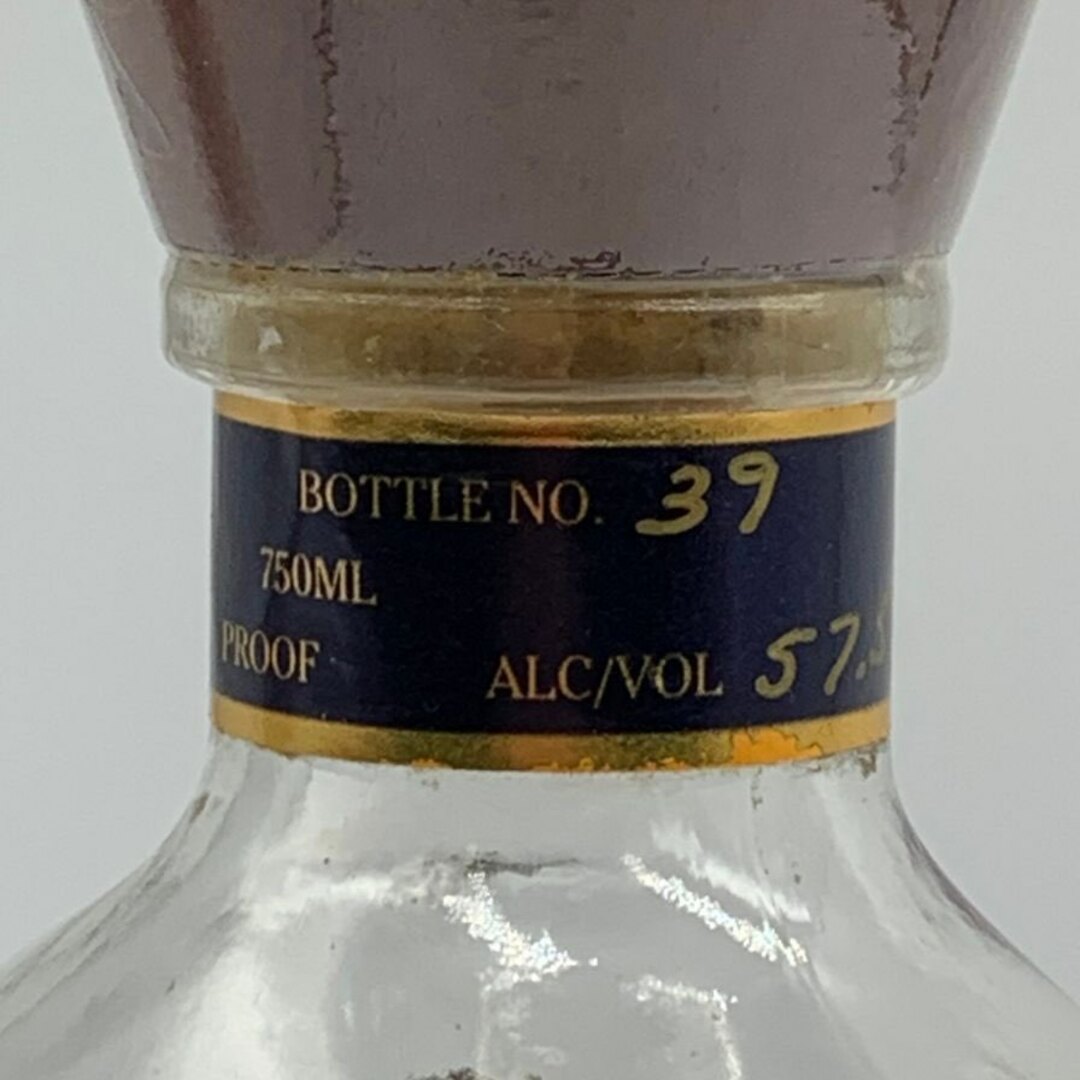 BOTTLE NO. 39
750ML
PROOF ALC/VOL 57.